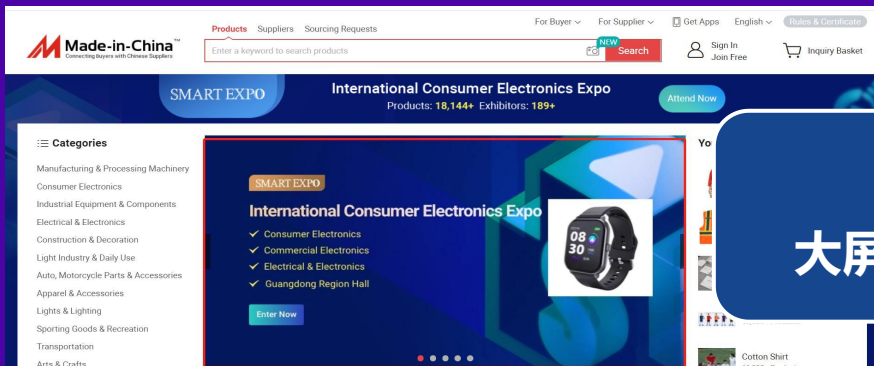 For Buyer
For Supplier
Get Apps
English
Rules & Certificate
Products
Suppliers
Sourcing Requests
Made-in-China™
Connecting Buyers with Chinese Suppliers
Enter a keyword to search products
NEW
Search
Sign In
Join Free
Inquiry Basket
SMART EXPO
International Consumer Electronics Expo
Products: 18,144+ Exhibitors: 189+
Attend Now
Categories
Manufacturing & Processing Machinery
Consumer Electronics
Industrial Equipment & Components
Electrical & Electronics
Construction & Decoration
Light Industry & Daily Use
Auto, Motorcycle Parts & Accessories
Apparel & Accessories
Lights & Lighting
Sporting Goods & Recreation
Transportation
Arts & Crafts
SMART EXPO
International Consumer Electronics Expo
Consumer Electronics
Commercial Electronics
Electrical & Electronics
Guangdong Region Hall
Enter Now
08
30
大屏
Cotton Shirt